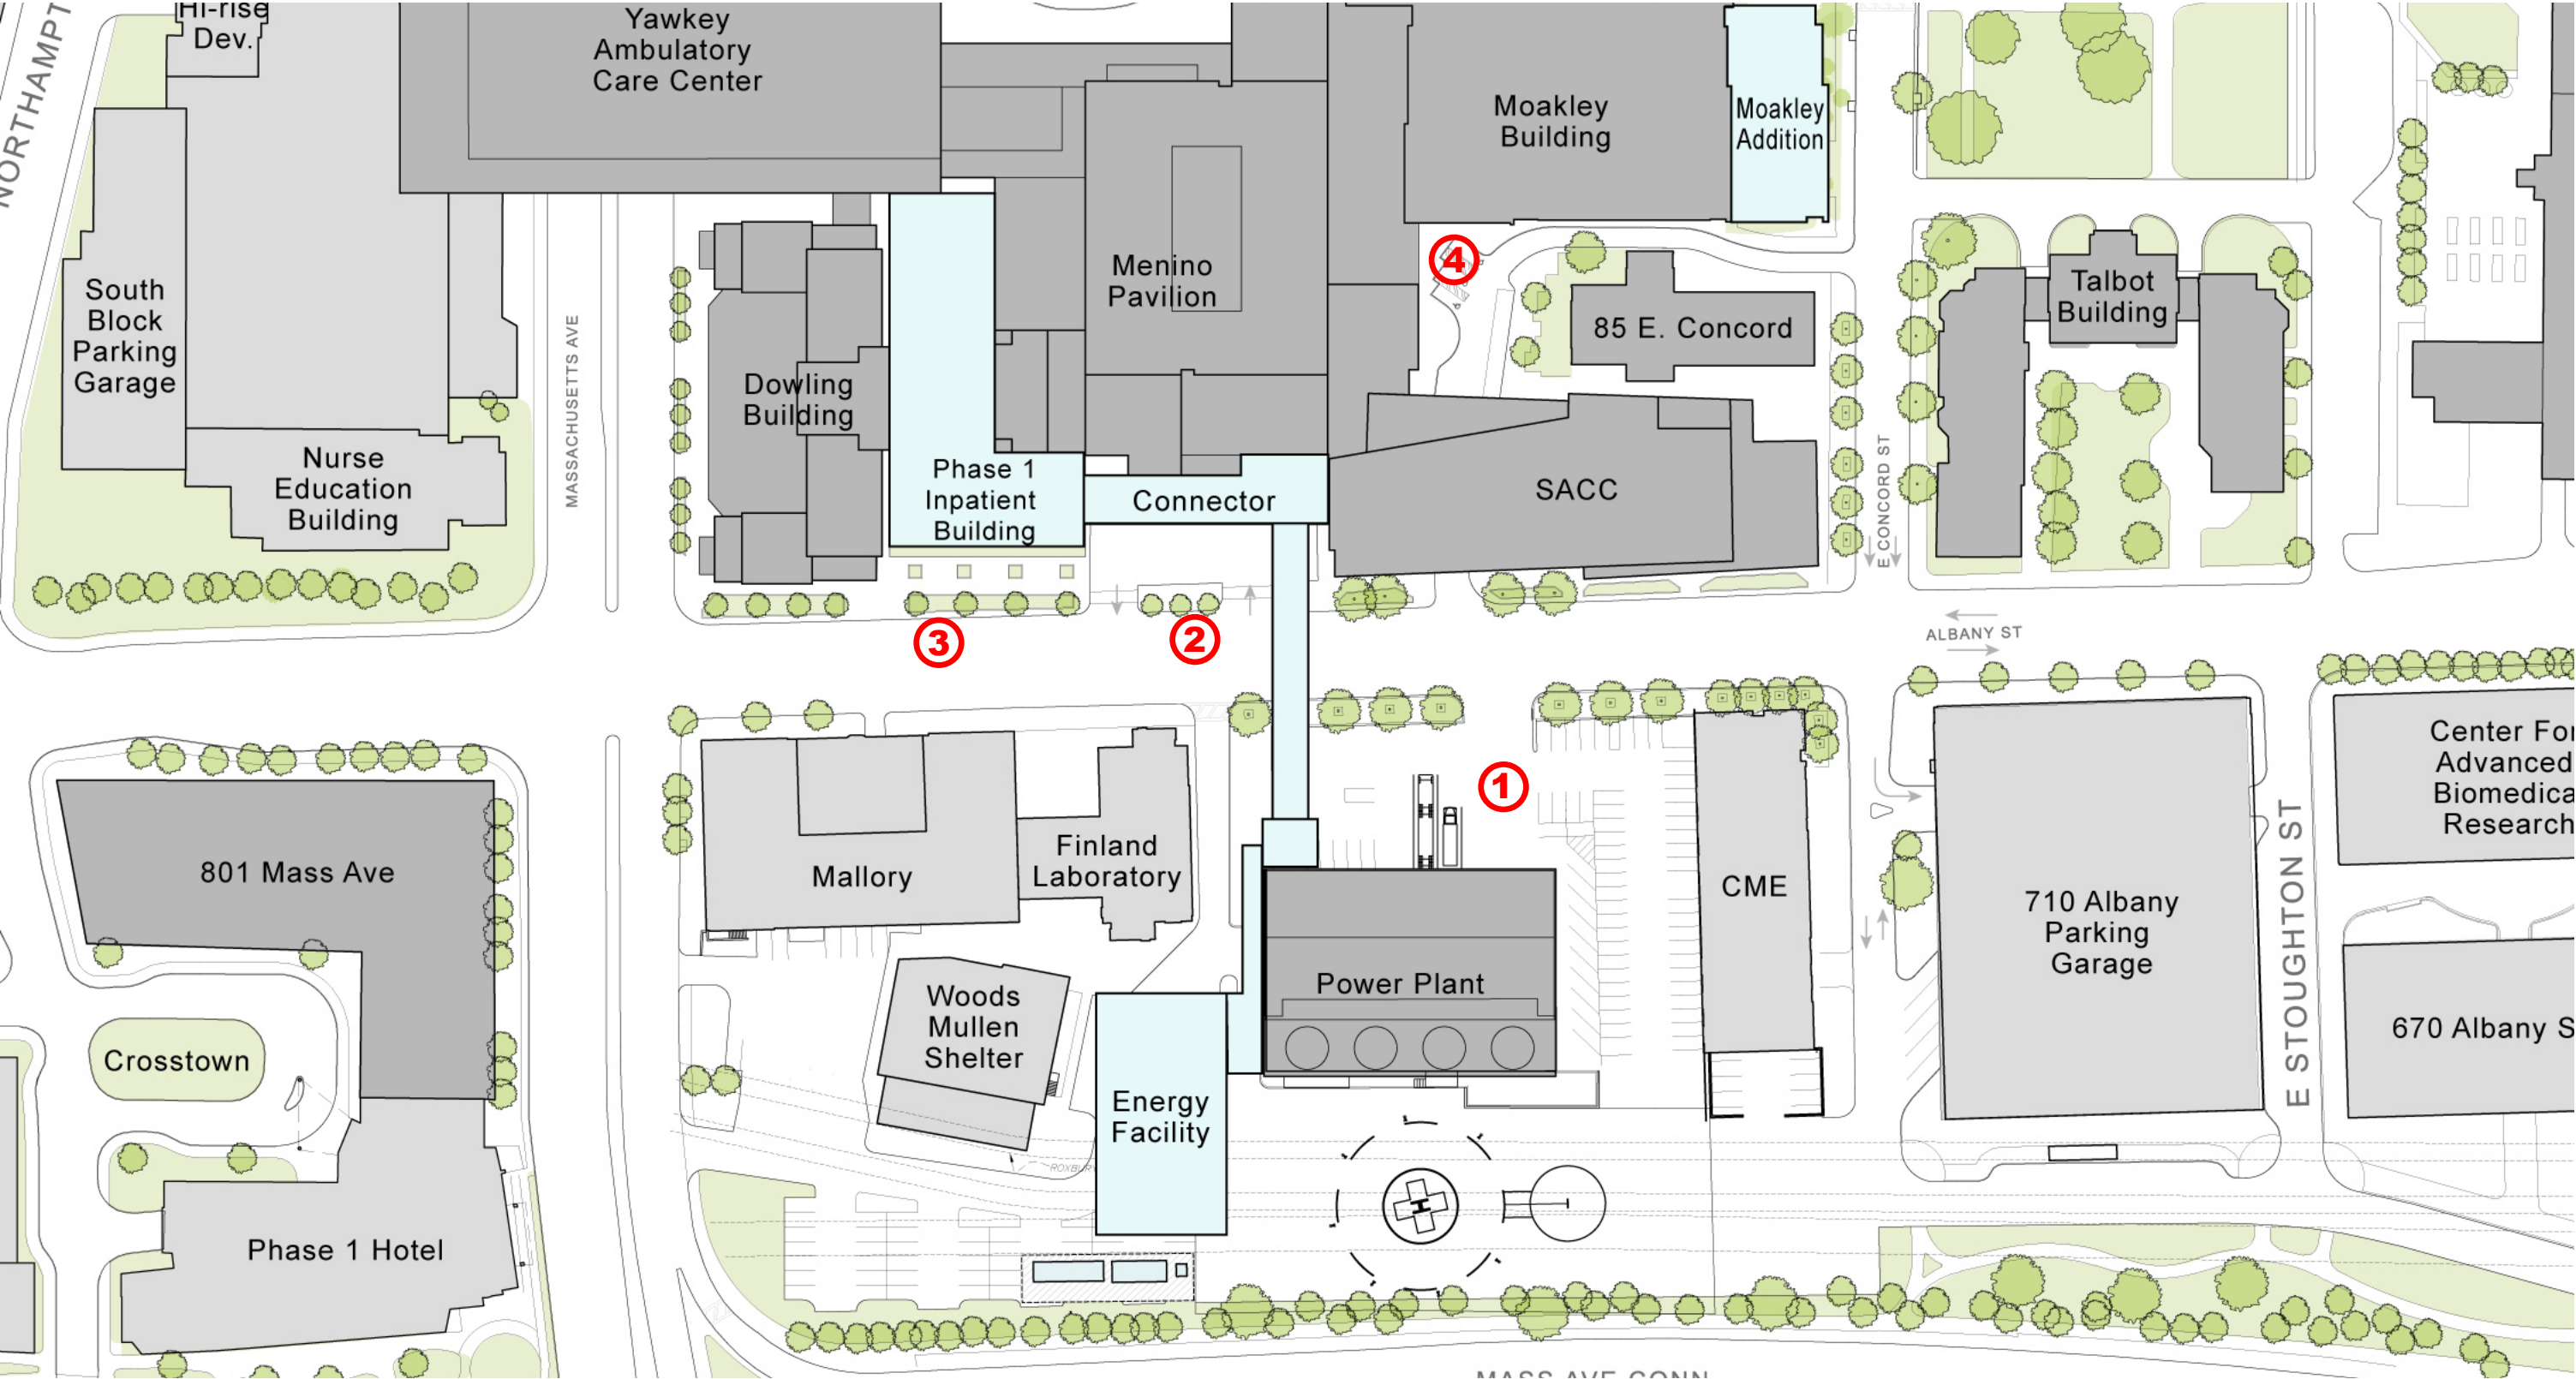 Hi-rise
Dev.
NORTHAMPT
Yawkey
Ambulatory
Care Center
Moakley
Building
Moakley
Addition
South
Block
Parking
Garage
Nurse
Education
Building
MASSACHUSETTS AVE
Dowling
Building
Phase 1
Inpatient
Building
Menino
Pavilion
Connector
4
85 E. Concord
SACC
E CONCORD ST
Talbot
Building
3
2
ALBANY ST
1
801 Mass Ave
Crosstown
Phase 1 Hotel
Mallory
Finland
Laboratory
Woods
Mullen
Shelter
ROXBURY
Energy
Facility
Power Plant
H
CME
710 Albany
Parking
Garage
E STOUGHTON ST
Center For
Advanced
Biomedica
Research
670 Albany S
MASS AVE CONN